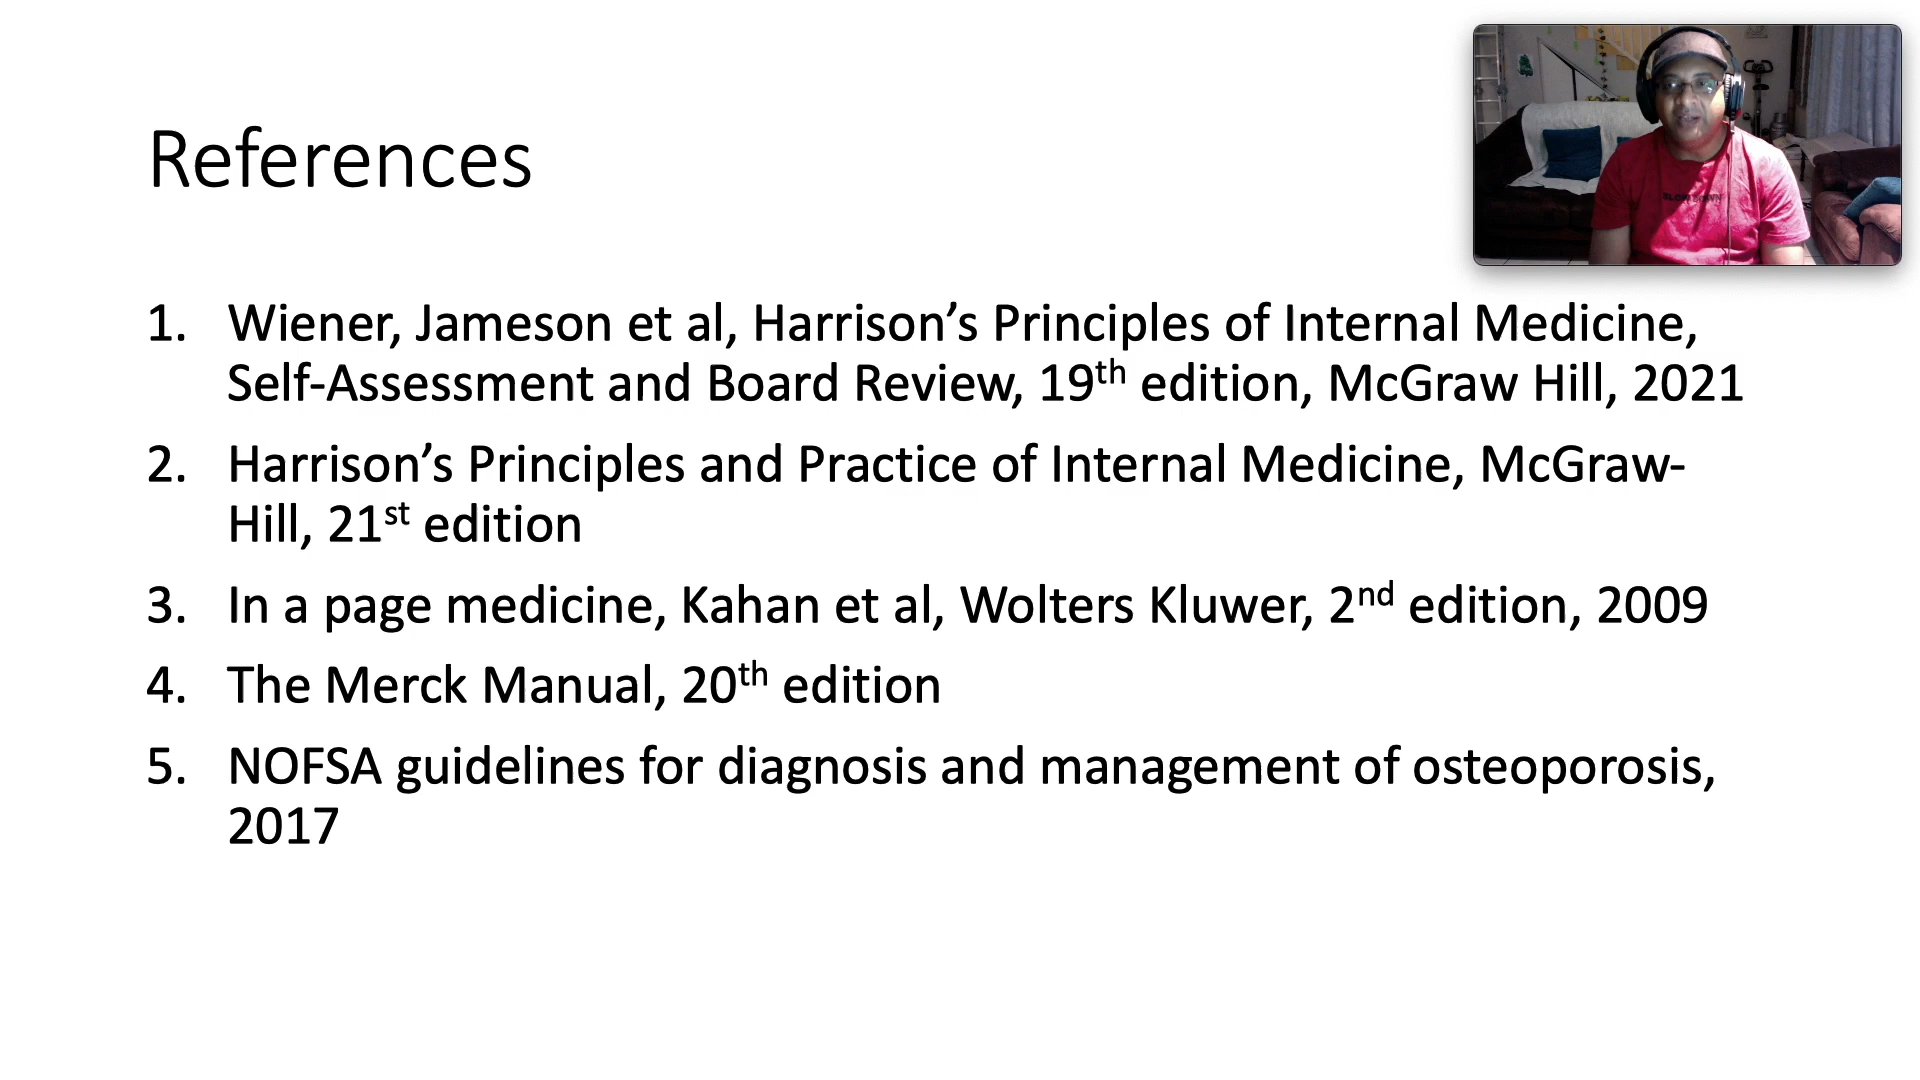 References
1. Wiener, Jameson et al, Harrison’s Principles of Internal Medicine,
Self-Assessment and Board Review, 19th edition, McGraw Hill, 2021
2. Harrison’s Principles and Practice of Internal Medicine, McGraw-
Hill, 21st edition
3. In a page medicine, Kahan et al, Wolters Kluwer, 2nd edition, 2009
4. The Merck Manual, 20th edition
5. NOFSA guidelines for diagnosis and management of osteoporosis,
2017